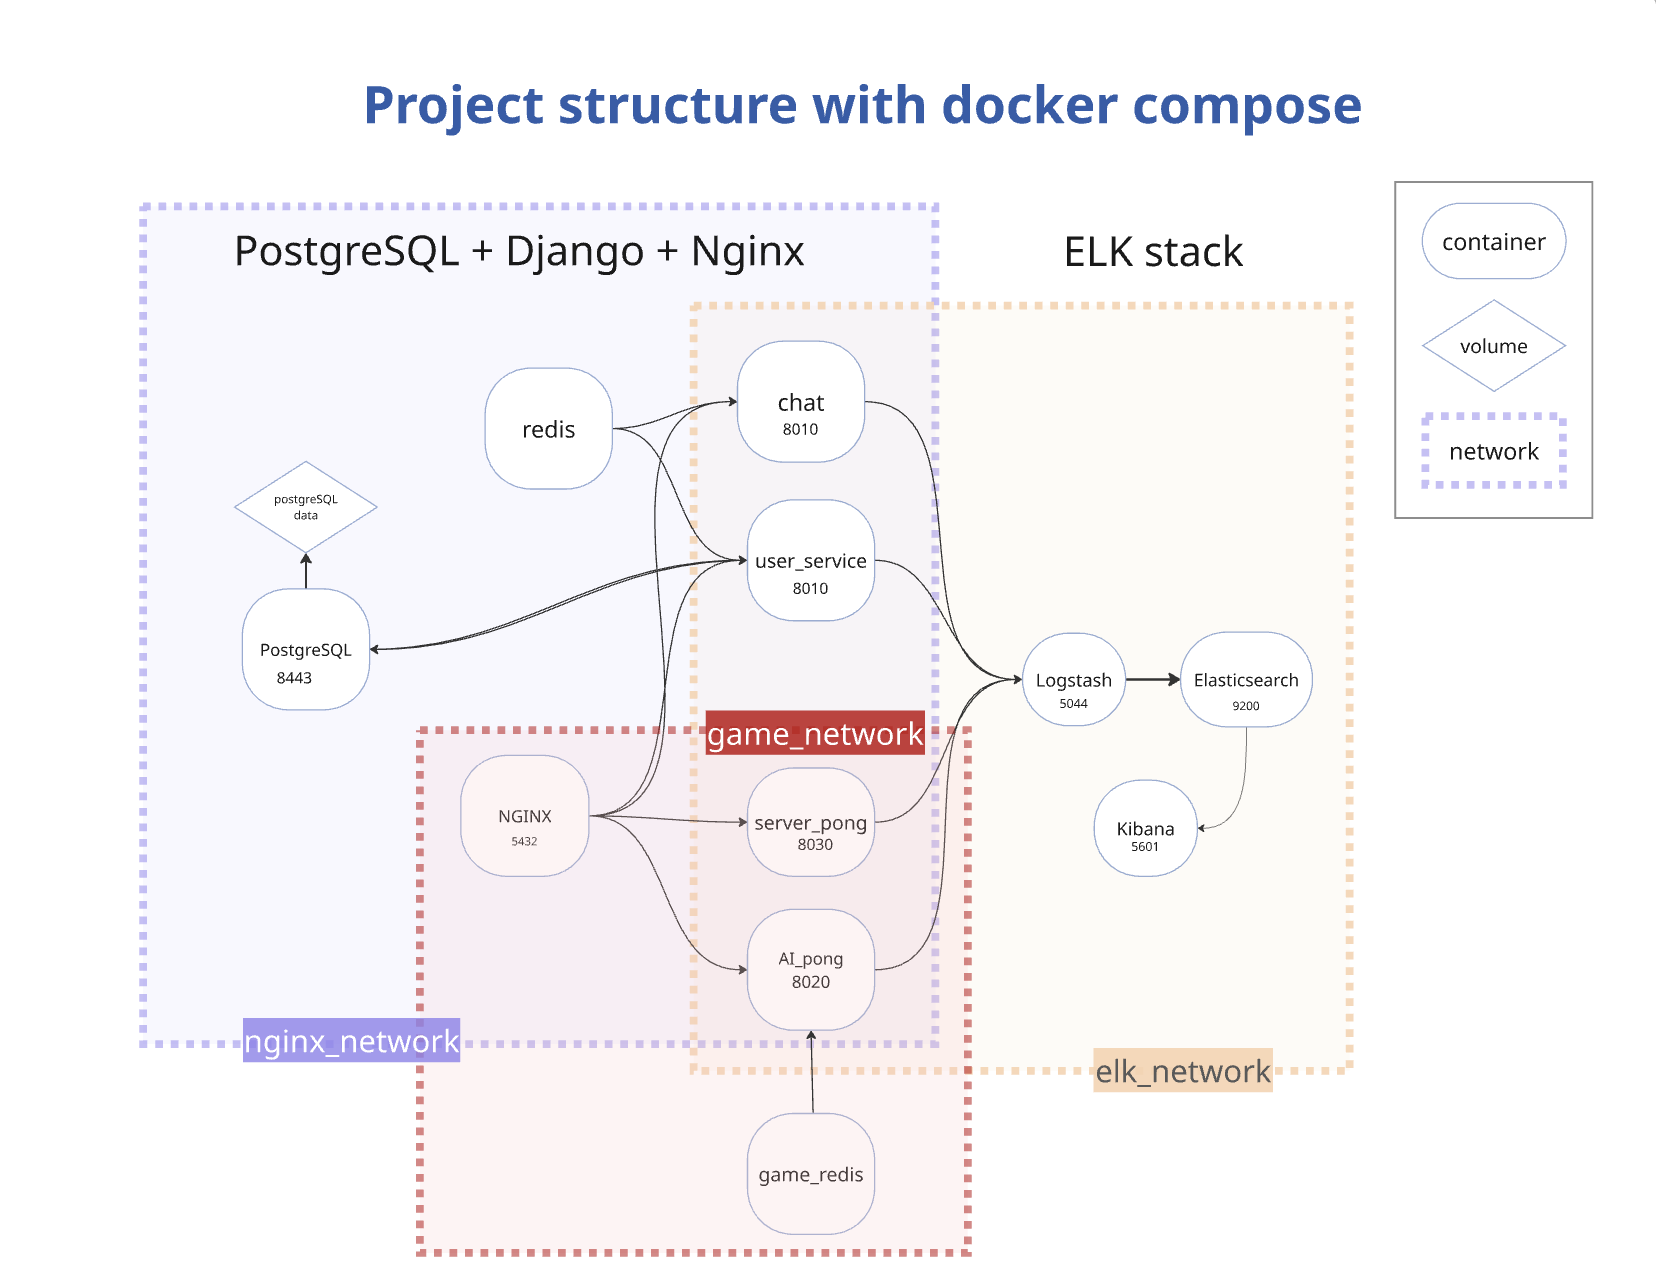 Project structure with docker compose
PostgreSQL + Django + Nginx
ELK stack
container
volume
network
chat
8010
redis
postgreSQL
data
user_service
8010
PostgreSQL
8443
Logstash
5044
Elasticsearch
9200
game_network
NGINX
5432
server_pong
8030
Kibana
5601
AI_pong
8020
nginx_network
elk_network
game_redis